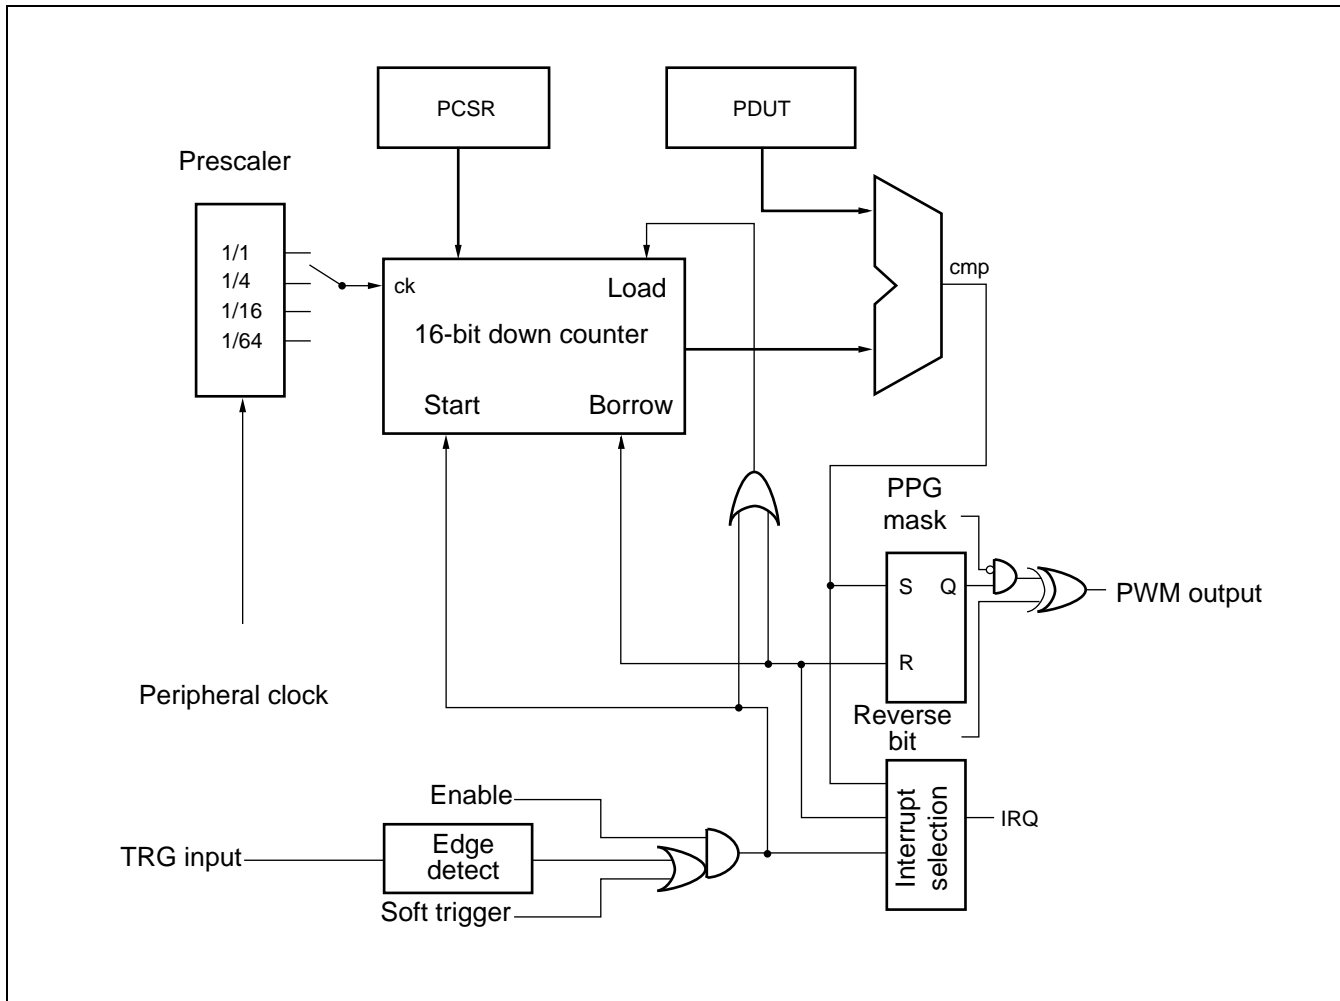 PCSR
PDUT
Prescaler
1/1
1/4
1/16
1/64
ck
Load
16-bit down counter
Start
Borrow
cmp
PPG
mask
S
Q
R
PWM output
Peripheral clock
Reverse
bit
Enable
TRG input
Edge
detect
Soft trigger
Interrupt
selection
IRQ